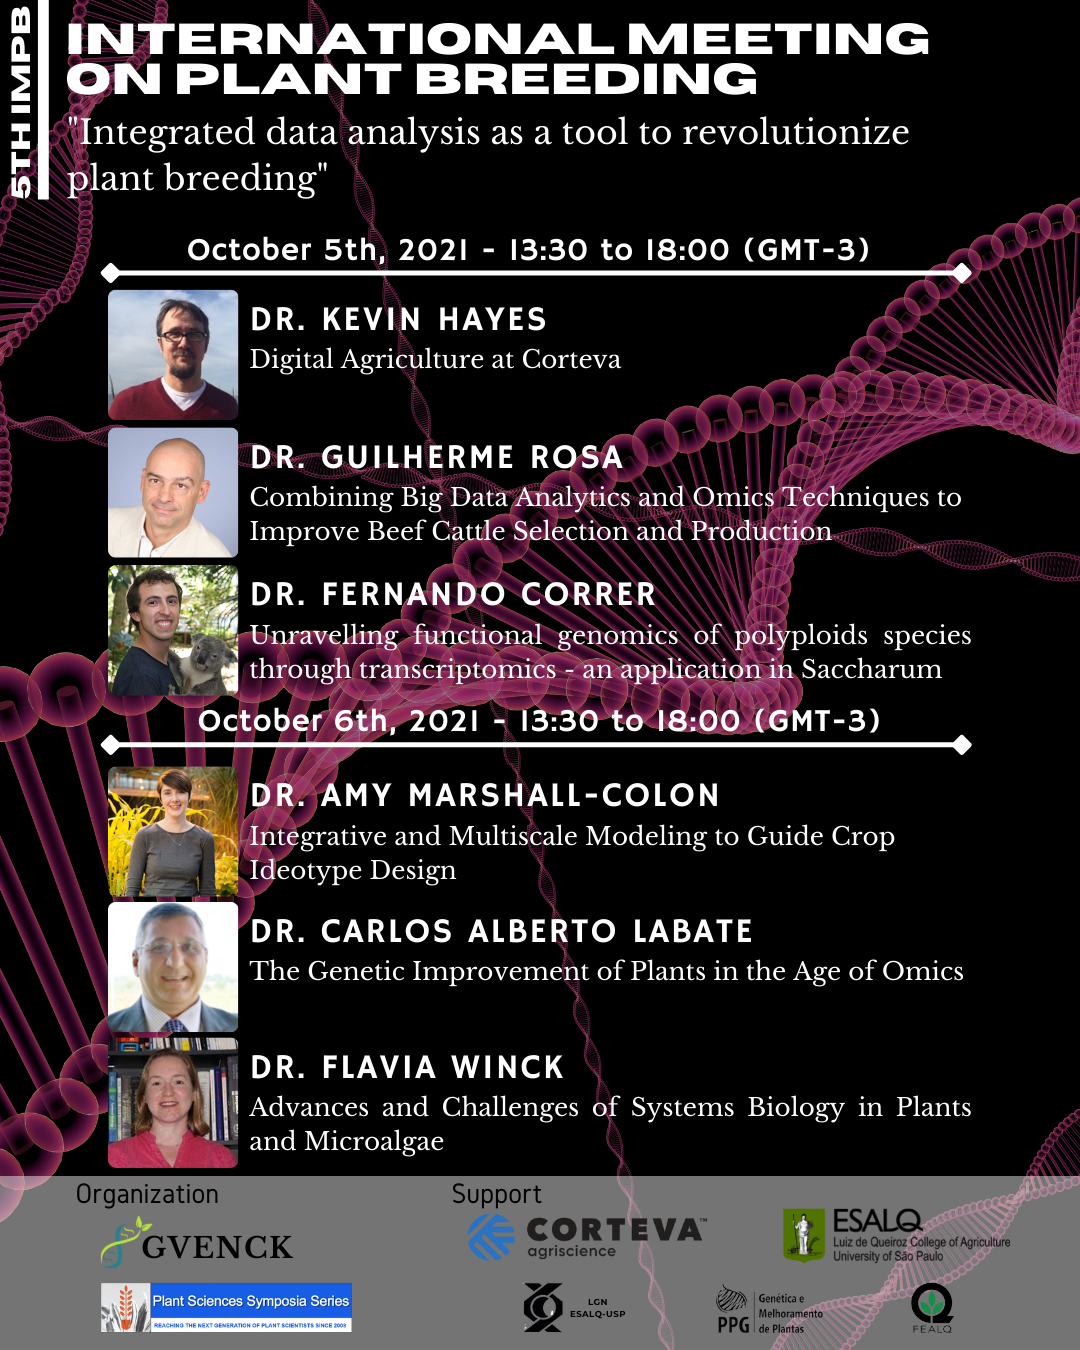 5TH IMPB
INTERNATIONAL MEETING
ON PLANT BREEDING
"Integrated data analysis as a tool to revolutionize
plant breeding"
October 5th, 2021 - 13:30 to 18:00 (GMT-3)
DR. KEVIN HAYES
Digital Agriculture at Corteva
DR. GUILHERME ROSA
Combining Big Data Analytics and Omics Techniques to
Improve Beef Cattle Selection and Production
DR. FERNANDO CORRER
Unravelling functional genomics of polyploids species
through transcriptomics - an application in Saccharum
October 6th, 2021 - 13:30 to 18:00 (GMT-3)
DR. AMY MARSHALL-COLON
Integrative and Multiscale Modeling to Guide Crop
Ideotype Design
DR. CARLOS ALBERTO LABATE
The Genetic Improvement of Plants in the Age of Omics
DR. FLAVIA WINCK
Advances and Challenges of Systems Biology in Plants
and Microalgae
Organization
Support
GVENCK
CORTEVA™
agriscience
ESALQ
Luiz de Queiroz College of Agriculture
University of São Paulo
Plant Sciences Symposia Series
REACHING THE NEXT GENERATION OF PLANT SCIENTISTS SINCE 2008
LGN
ESALQ-USP
PPG
Genética e
Melhoramento
de Plantas
FEALQ